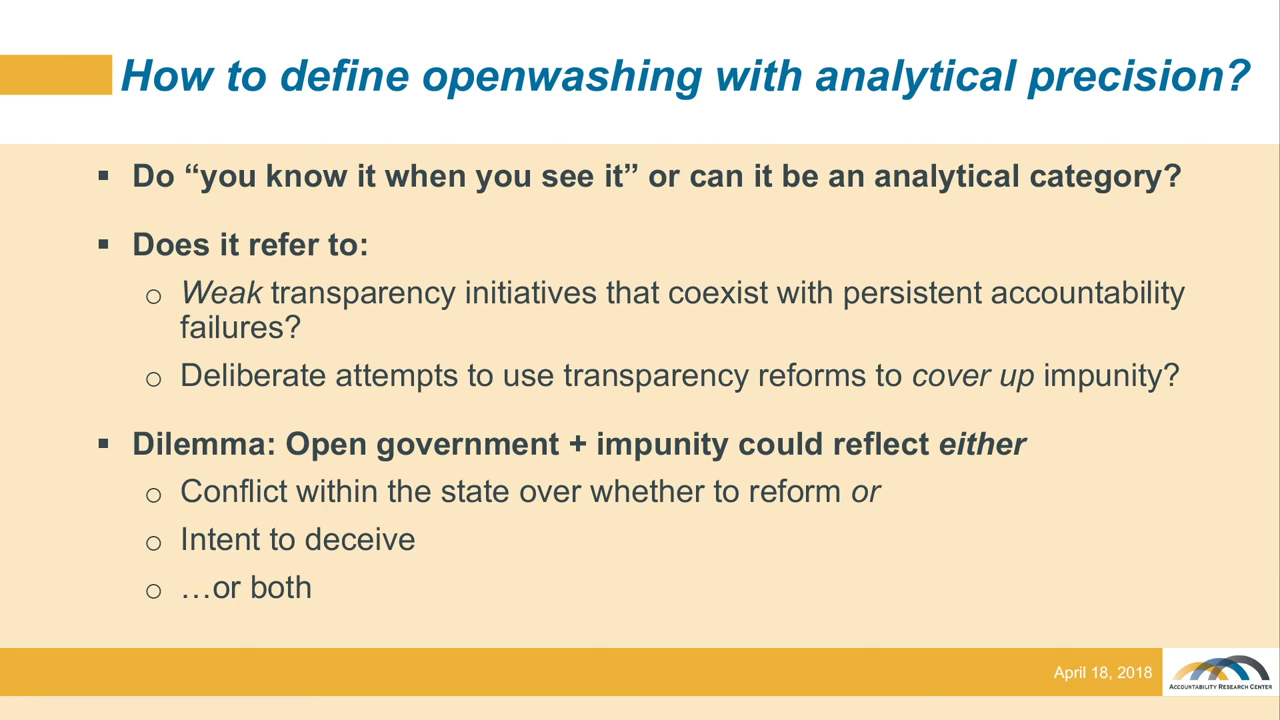 How to define openwashing with analytical precision?
▪ Do “you know it when you see it” or can it be an analytical category?
▪ Does it refer to:
o Weak transparency initiatives that coexist with persistent accountability
failures?
o Deliberate attempts to use transparency reforms to cover up impunity?
▪ Dilemma: Open government + impunity could reflect either
o Conflict within the state over whether to reform or
o Intent to deceive
o …or both
April 18, 2018
ACCOUNTABILITY RESEARCH CENTER